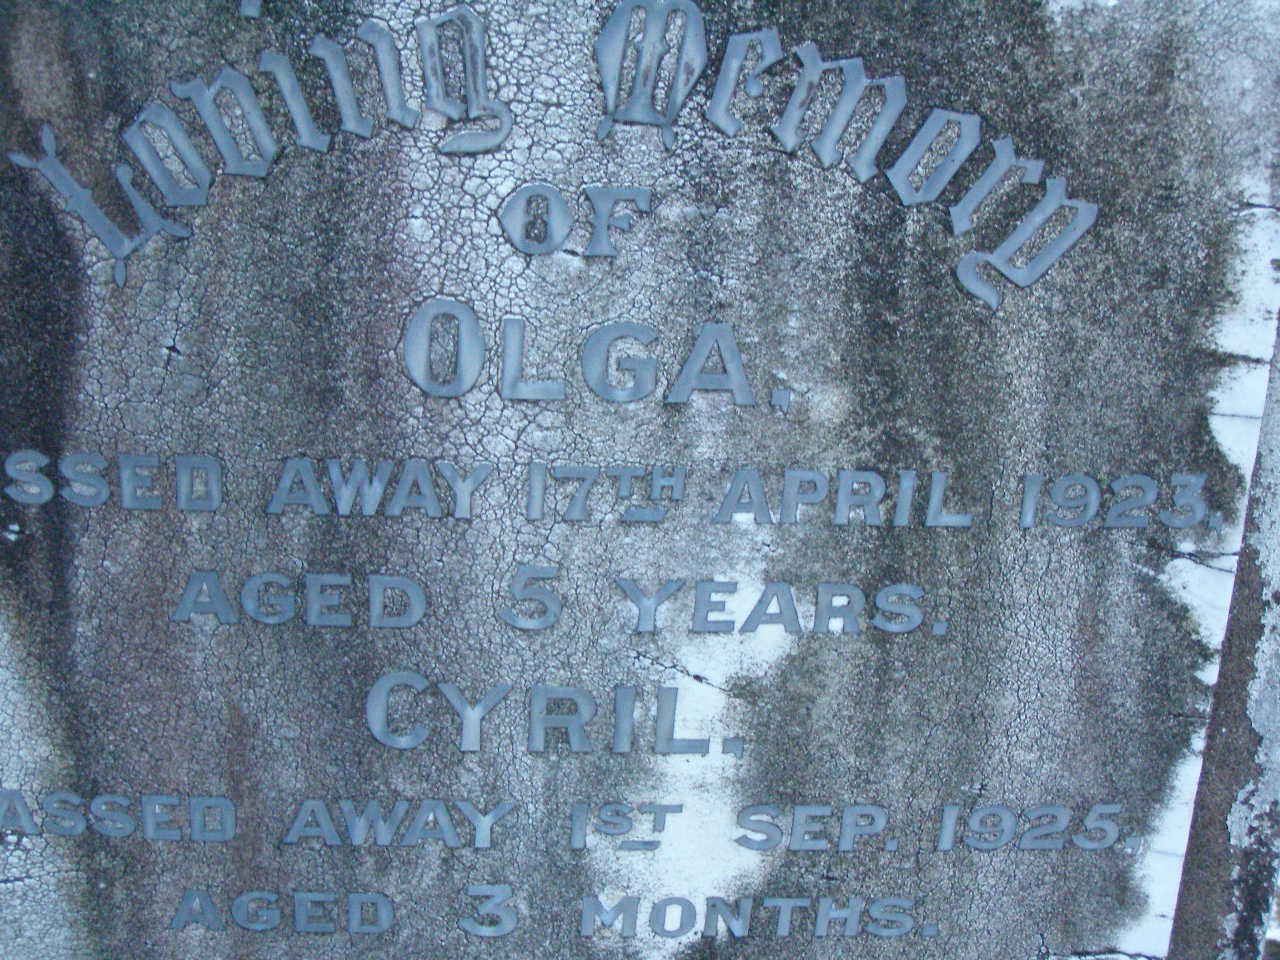 Loving Memory
OF
OLGA.
SSED AWAY 17TH APRIL 1923,
AGED 5 YEARS.
CYRIL.
ASSED AWAY 1ST SEP. 1925,
AGED 3 MONTHS.